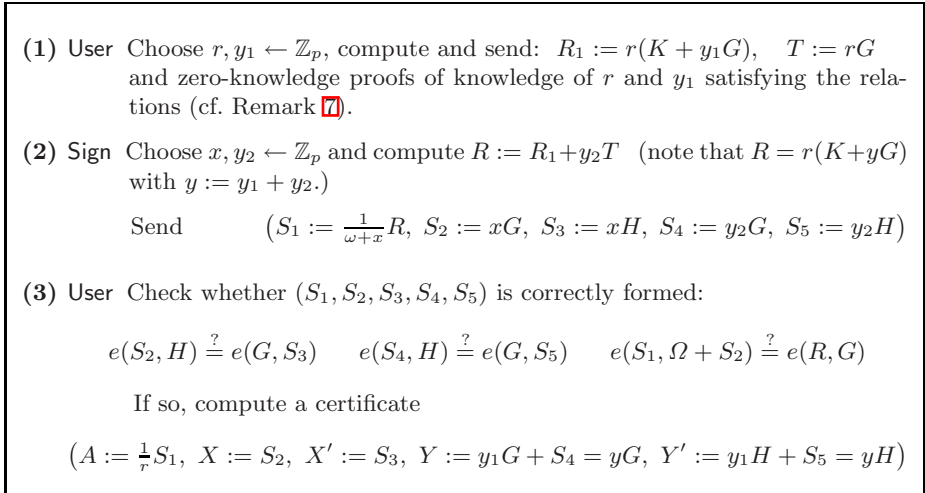 (1) User Choose r, y₁ ← ℤₚ, compute and send: R₁ := r(K + y₁G), T := rG
and zero-knowledge proofs of knowledge of r and y₁ satisfying the rela-
tions (cf. Remark 7).
(2) Sign Choose x, y₂ ← ℤₚ and compute R := R₁+y₂T (note that R = r(K+yG)
with y := y₁ + y₂.)
Send (S₁ := 1/(ω+x) R, S₂ := xG, S₃ := xH, S₄ := y₂G, S₅ := y₂H)
(3) User Check whether (S₁, S₂, S₃, S₄, S₅) is correctly formed:
e(S₂, H) ≟ e(G, S₃) e(S₄, H) ≟ e(G, S₅) e(S₁, Ω + S₂) ≟ e(R, G)
If so, compute a certificate
(A := 1/r S₁, X := S₂, X′ := S₃, Y := y₁G + S₄ = yG, Y′ := y₁H + S₅ = yH)